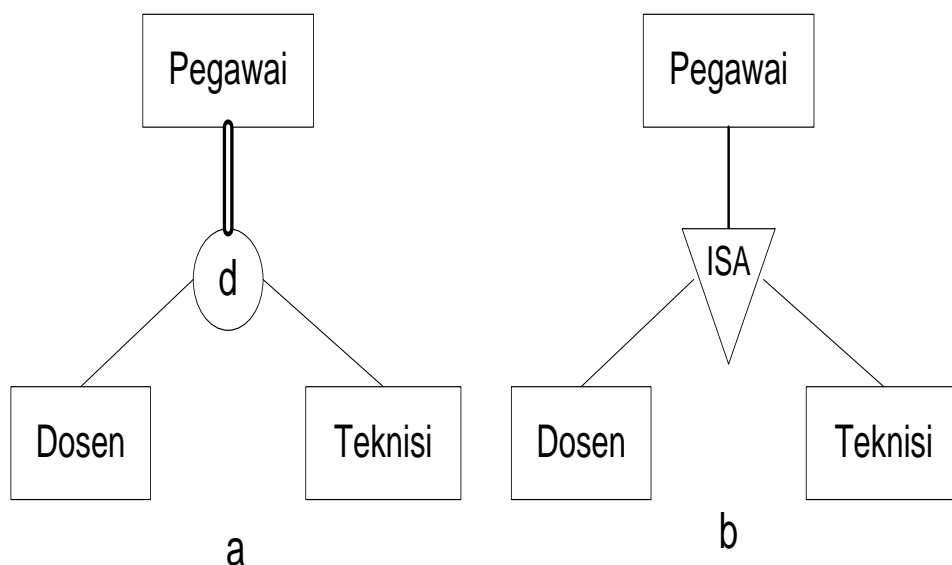 Pegawai
d
Dosen
Teknisi
a
Pegawai
ISA
Dosen
Teknisi
b